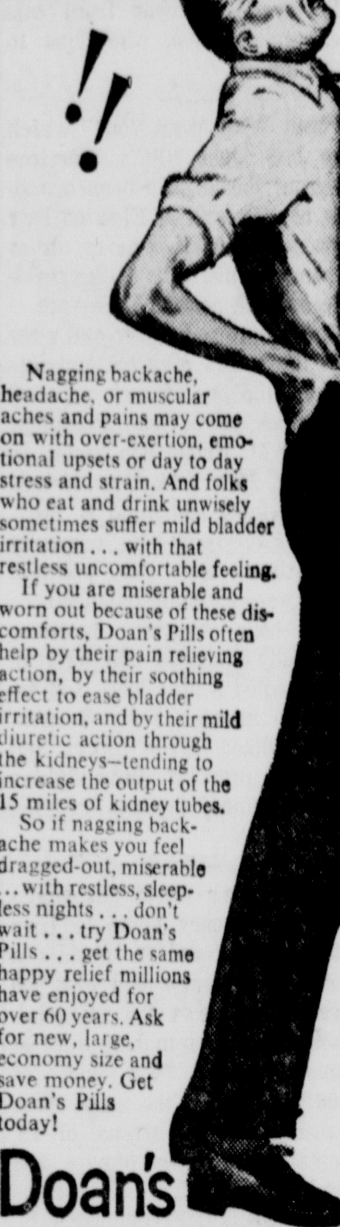 !!
Nagging backache,
headache, or muscular
aches and pains may come
on with over-exertion, emo-
tional upsets or day to day
stress and strain. And folks
who eat and drink unwisely
sometimes suffer mild bladder
irritation . . . with that
restless uncomfortable feeling.
If you are miserable and
worn out because of these dis-
comforts, Doan's Pills often
help by their pain relieving
action, by their soothing
effect to ease bladder
irritation, and by their mild
diuretic action through
the kidneys—tending to
increase the output of the
15 miles of kidney tubes.
So if nagging back-
ache makes you feel
dragged-out, miserable
. . . with restless, sleep-
less nights . . . don't
wait . . . try Doan's
Pills . . . get the same
happy relief millions
have enjoyed for
over 60 years. Ask
for new, large,
economy size and
save money. Get
Doan's Pills
today!
Doan's